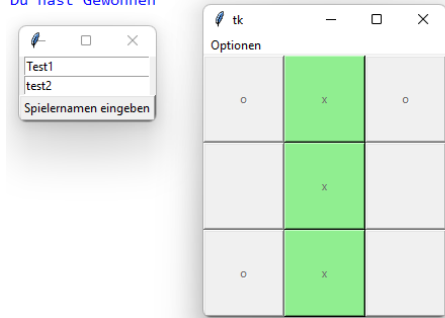 Du hast Gewonnen
Test1
test2
Spielernamen eingeben
tk
Optionen
o x o
x
o x